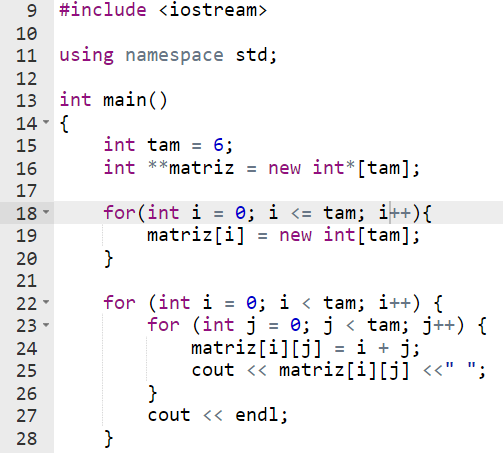 9 #include <iostream>
10
11 using namespace std;
12
13 int main()
14 {
15     int tam = 6;
16     int **matriz = new int*[tam];
17
18     for(int i = 0; i <= tam; i++){
19         matriz[i] = new int[tam];
20     }
21
22     for (int i = 0; i < tam; i++) {
23         for (int j = 0; j < tam; j++) {
24             matriz[i][j] = i + j;
25             cout << matriz[i][j] <<" ";
26         }
27         cout << endl;
28     }